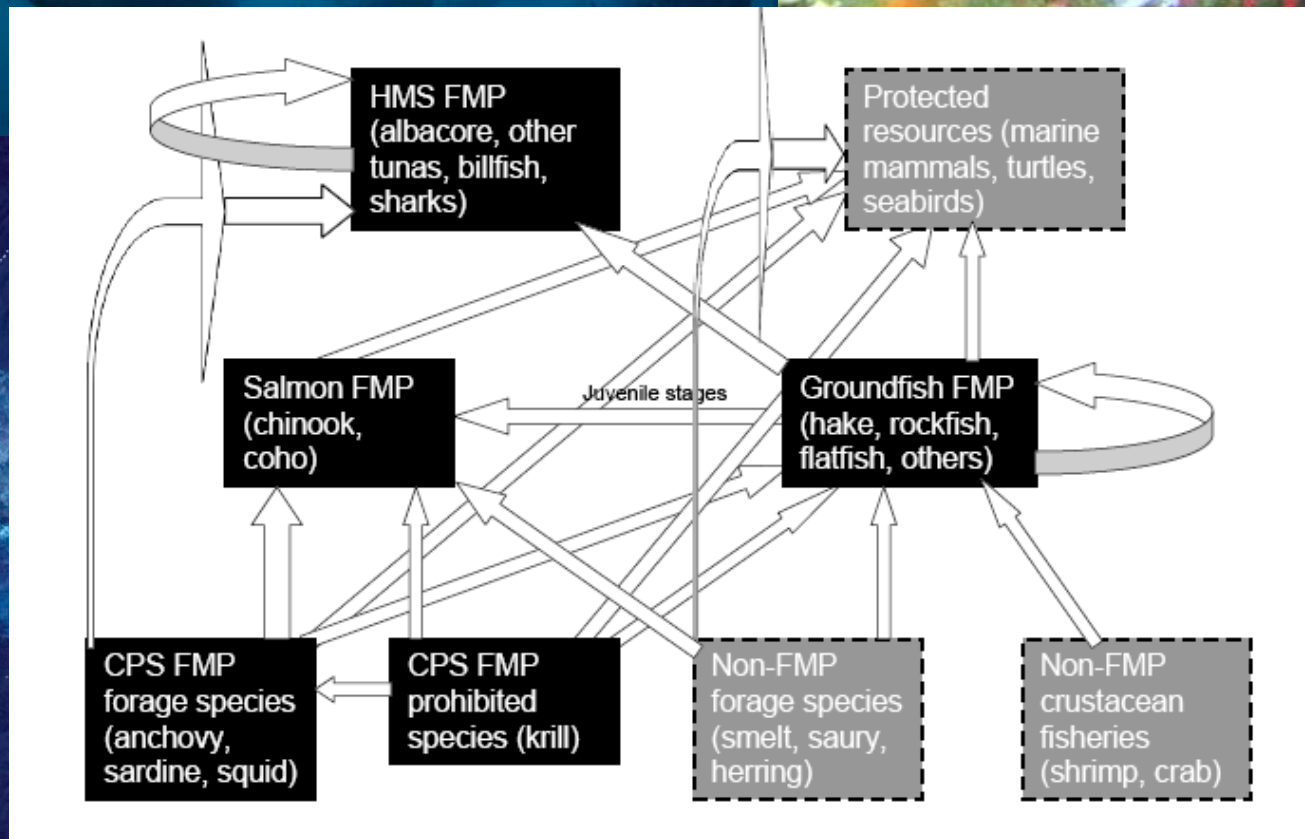 HMS FMP
(albacore, other
tunas, billfish,
sharks)
Protected
resources (marine
mammals, turtles,
seabirds)
Salmon FMP
(chinook,
coho)
Juvenile stages
Groundfish FMP
(hake, rockfish,
flatfish, others)
CPS FMP
forage species
(anchovy,
sardine, squid)
CPS FMP
prohibited
species (krill)
Non-FMP
forage species
(smelt, saury,
herring)
Non-FMP
crustacean
fisheries
(shrimp, crab)